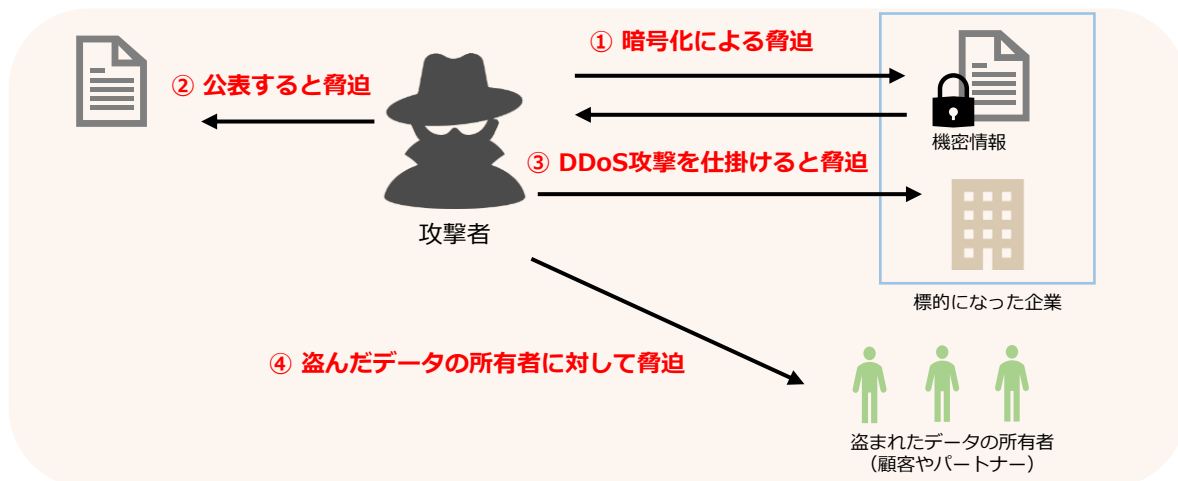 ① 暗号化による脅迫
② 公表すると脅迫
機密情報
③ DDoS攻撃を仕掛けると脅迫
攻撃者
標的になった企業
④ 盗んだデータの所有者に対して脅迫
盗まれたデータの所有者
（顧客やパートナー）